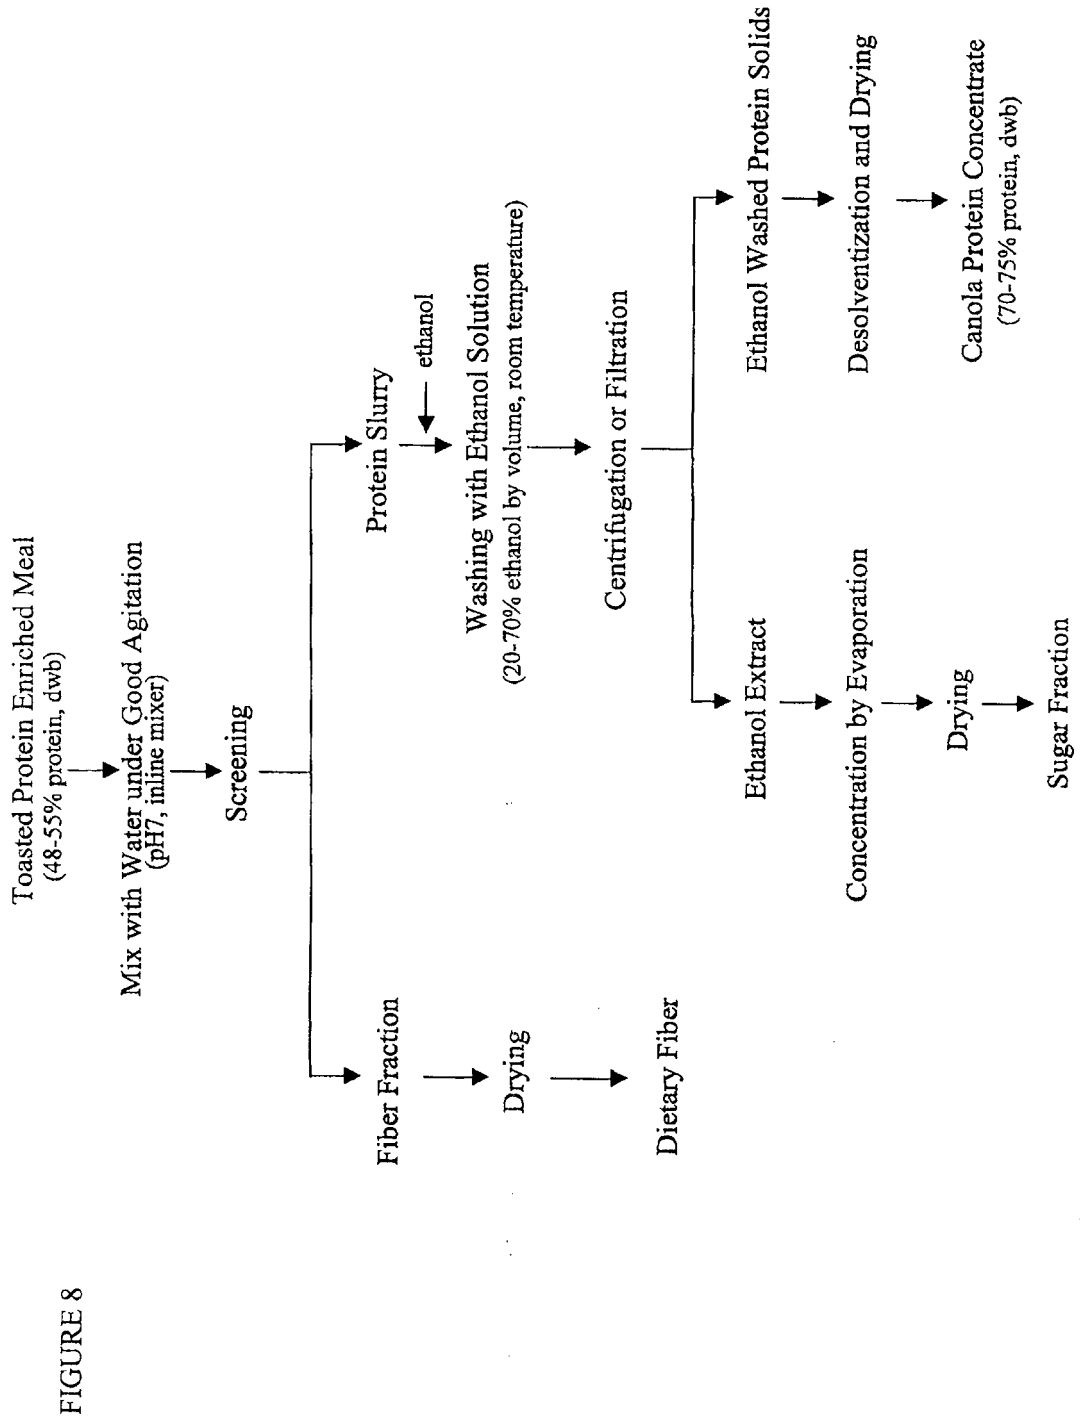 FIGURE 8
Toasted Protein Enriched Meal
(48-55% protein, dwb)
Mix with Water under Good Agitation
(pH7, inline mixer)
Screening
Fiber Fraction
Drying
Dietary Fiber
Protein Slurry
ethanol
Washing with Ethanol Solution
(20-70% ethanol by volume, room temperature)
Centrifugation or Filtration
Ethanol Extract
Concentration by Evaporation
Drying
Sugar Fraction
Ethanol Washed Protein Solids
Desolventization and Drying
Canola Protein Concentrate
(70-75% protein, dwb)